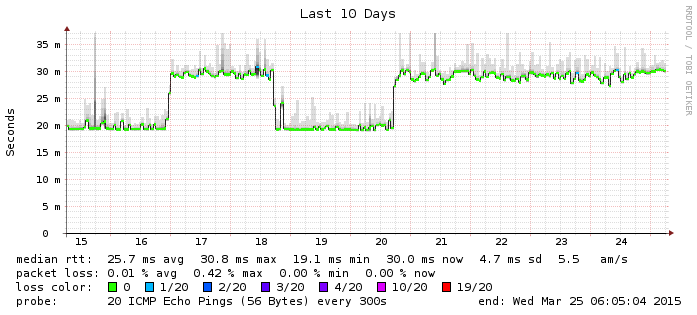 Last 10 Days
RRDTOOL / TOBI OETIKER
Seconds
35 m
30 m
25 m
20 m
15 m
10 m
5 m
0
15 16 17 18 19 20 21 22 23 24
median rtt: 25.7 ms avg 30.8 ms max 19.1 ms min 30.0 ms now 4.7 ms sd 5.5 am/s
packet loss: 0.01 % avg 0.42 % max 0.00 % min 0.00 % now
loss color: 0 1/20 2/20 3/20 4/20 10/20 19/20
probe: 20 ICMP Echo Pings (56 Bytes) every 300s end: Wed Mar 25 06:05:04 2015